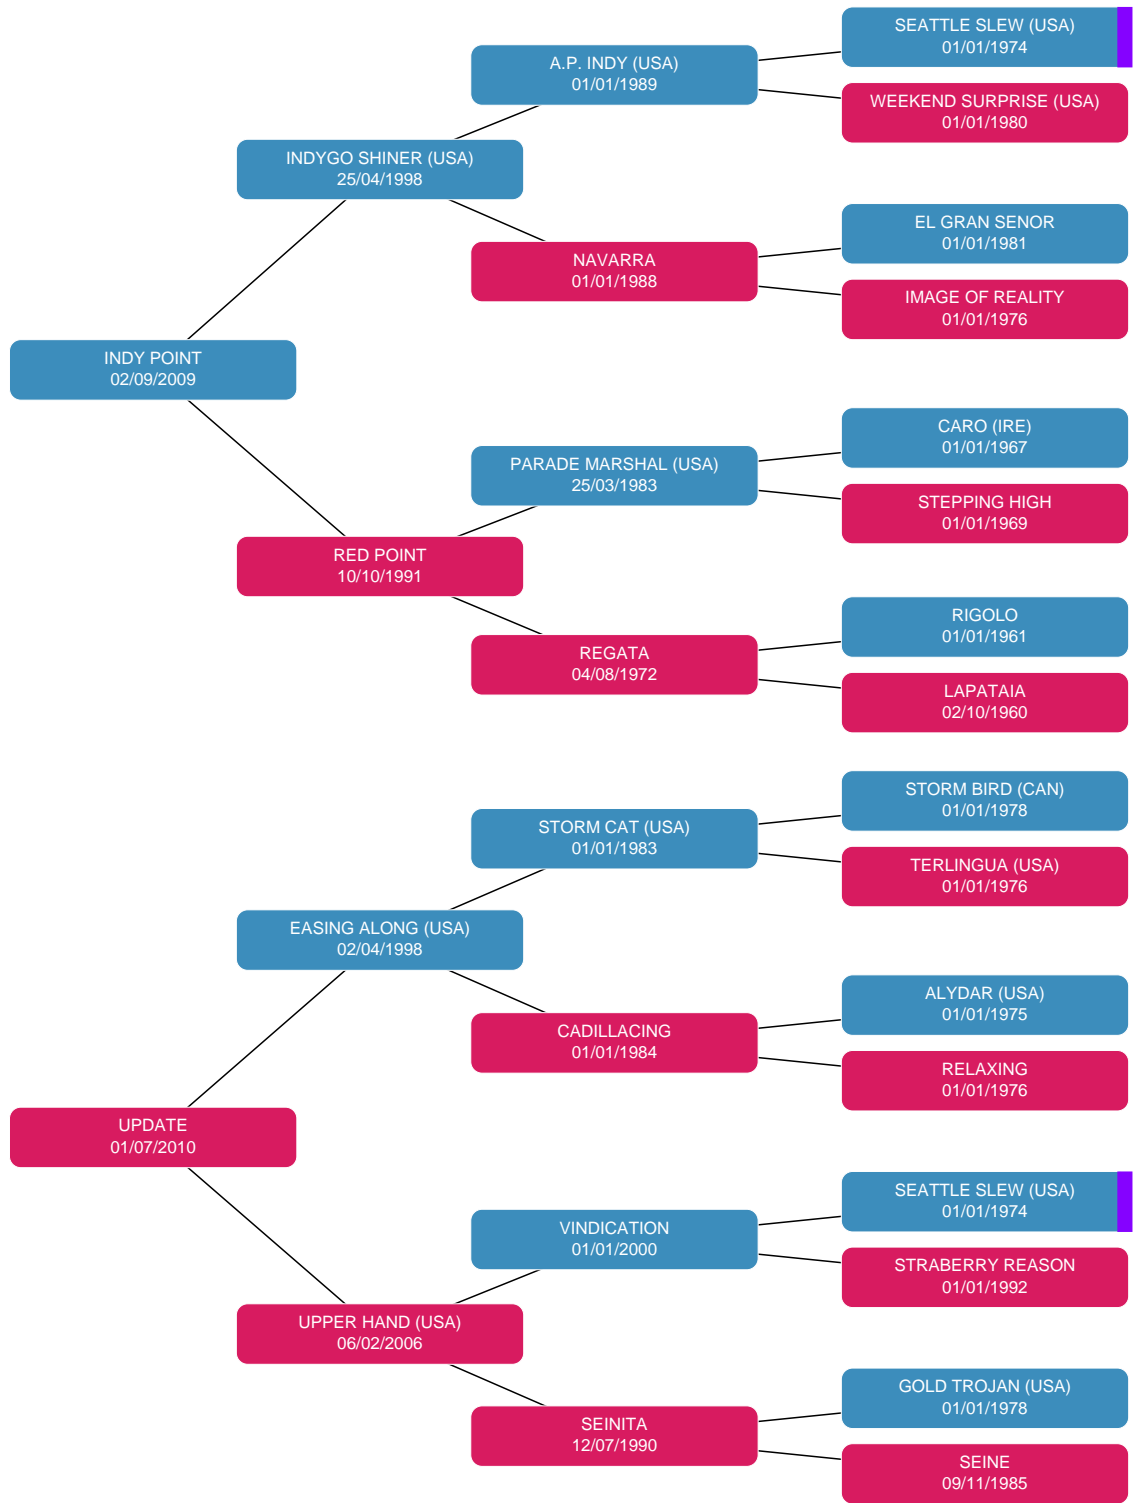 SEATTLE SLEW (USA)
01/01/1974
A.P. INDY (USA)
01/01/1989
WEEKEND SURPRISE (USA)
01/01/1980
INDYGO SHINER (USA)
25/04/1998
EL GRAN SENOR
01/01/1981
NAVARRA
01/01/1988
IMAGE OF REALITY
01/01/1976
INDY POINT
02/09/2009
CARO (IRE)
01/01/1967
PARADE MARSHAL (USA)
25/03/1983
STEPPING HIGH
01/01/1969
RED POINT
10/10/1991
RIGOLO
01/01/1961
REGATA
04/08/1972
LAPATAIA
02/10/1960
STORM BIRD (CAN)
01/01/1978
STORM CAT (USA)
01/01/1983
TERLINGUA (USA)
01/01/1976
EASING ALONG (USA)
02/04/1998
ALYDAR (USA)
01/01/1975
CADILLACING
01/01/1984
RELAXING
01/01/1976
UPDATE
01/07/2010
SEATTLE SLEW (USA)
01/01/1974
VINDICATION
01/01/2000
STRABERRY REASON
01/01/1992
UPPER HAND (USA)
06/02/2006
GOLD TROJAN (USA)
01/01/1978
SEINITA
12/07/1990
SEINE
09/11/1985